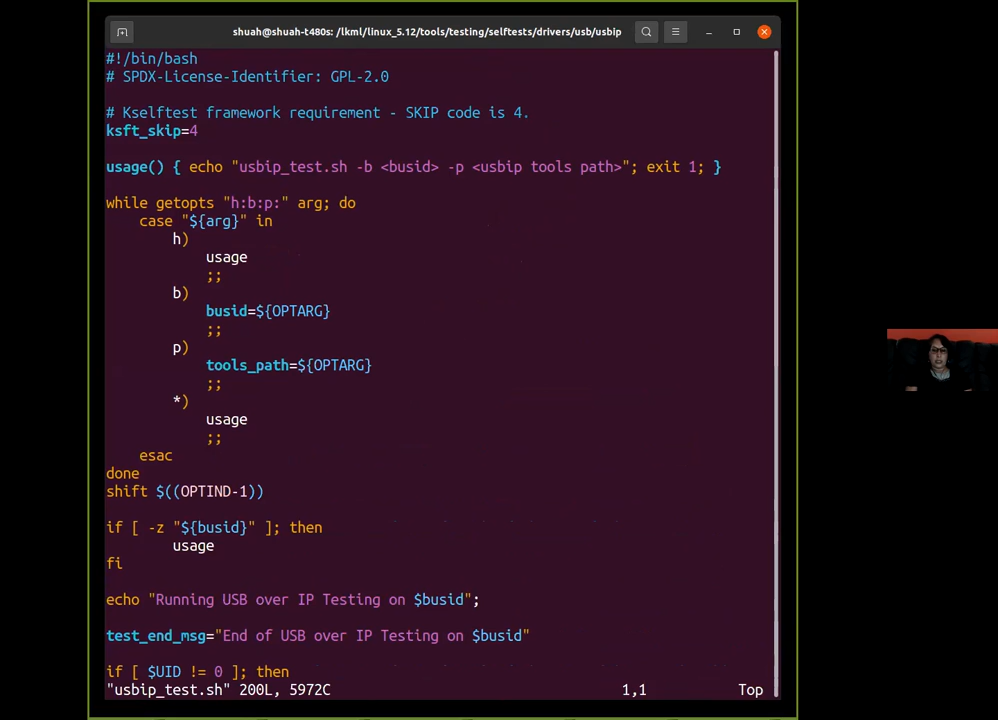 shuah@shuah-t480s: /lkml/linux_5.12/tools/testing/selftests/drivers/usb/usbip
#!/bin/bash
# SPDX-License-Identifier: GPL-2.0
# Kselftest framework requirement - SKIP code is 4.
ksft_skip=4
usage() { echo "usbip_test.sh -b <busid> -p <usbip tools path>"; exit 1; }
while getopts "h:b:p:" arg; do
    case "${arg}" in
        h)
            usage
            ;;
        b)
            busid=${OPTARG}
            ;;
        p)
            tools_path=${OPTARG}
            ;;
        *)
            usage
            ;;
    esac
done
shift $((OPTIND-1))
if [ -z "${busid}" ]; then
        usage
fi
echo "Running USB over IP Testing on $busid";
test_end_msg="End of USB over IP Testing on $busid"
if [ $UID != 0 ]; then
"usbip_test.sh" 200L, 5972C 1,1 Top